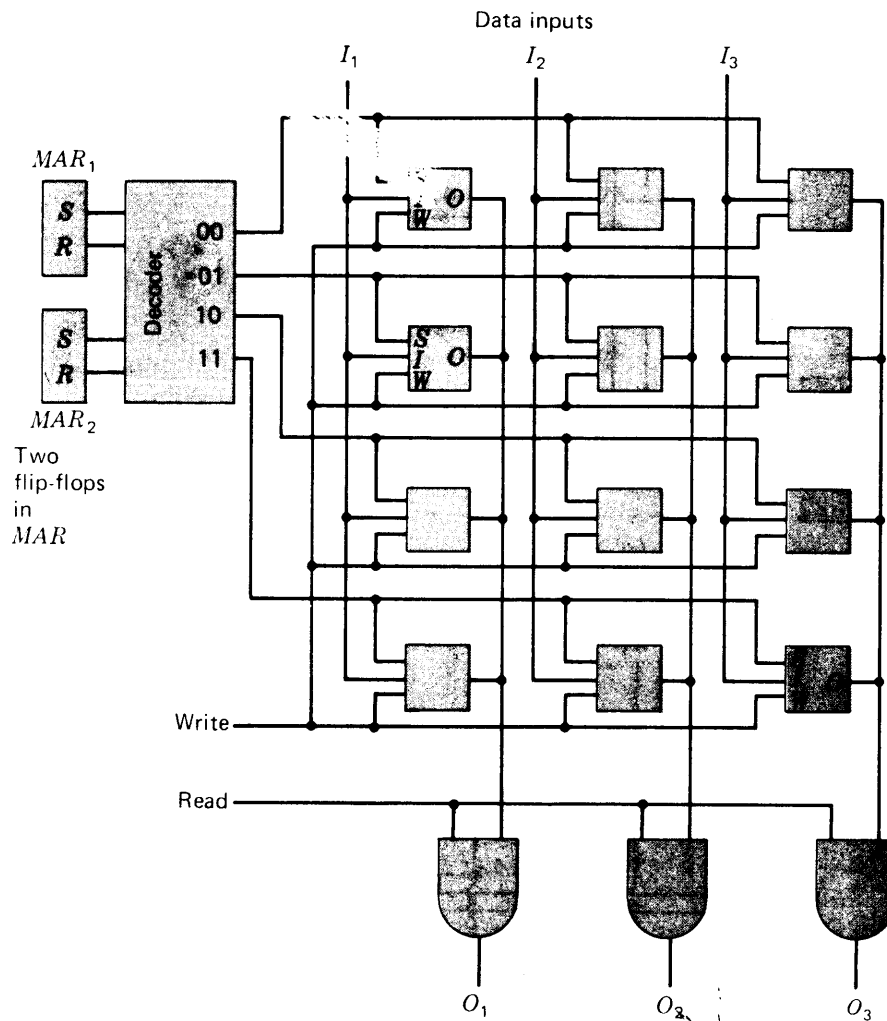 Data inputs
I1 I2 I3
MAR1
S
R
Decoder
00
01
10
11
S
R
MAR2
Two
flip-flops
in
MAR
O
W
S
I
W
O
Write
Read
O1 O2 O3